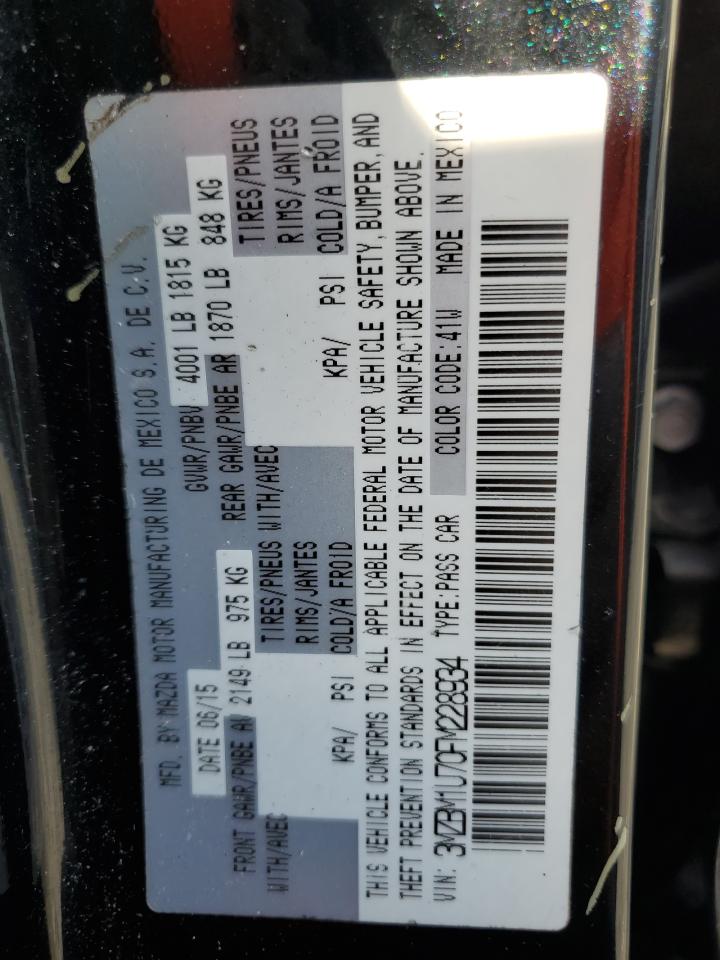 MFD. BY MAZDA MOTOR MANUFACTURING DE MEXICO S.A. DE C.V.
DATE 06/15 GVWR/PNBV 4001 LB 1815 KG
FRONT GAWR/PNBE AV 2149 LB 975 KG REAR GAWR/PNBE AR 1870 LB 848 KG
WITH/AVEC TIRES/PNEUS WITH/AVEC TIRES/PNEUS
RIMS/JANTES RIMS/JANTES
KPA/ PSI COLD/A FROID KPA/ PSI COLD/A FROID
THIS VEHICLE CONFORMS TO ALL APPLICABLE FEDERAL MOTOR VEHICLE SAFETY, BUMPER, AND
THEFT PREVENTION STANDARDS IN EFFECT ON THE DATE OF MANUFACTURE SHOWN ABOVE.
VIN: 3MZBM1U70FM228934 TYPE:PASS CAR COLOR CODE:41W MADE IN MEXICO